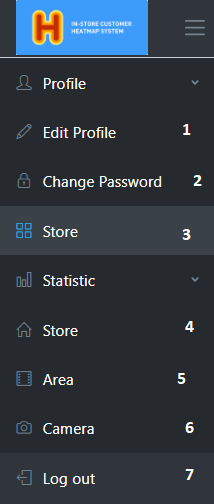 H IN-STORE CUSTOMER
HEATMAP SYSTEM
Profile
Edit Profile 1
Change Password 2
Store 3
Statistic
Store 4
Area 5
Camera 6
Log out 7